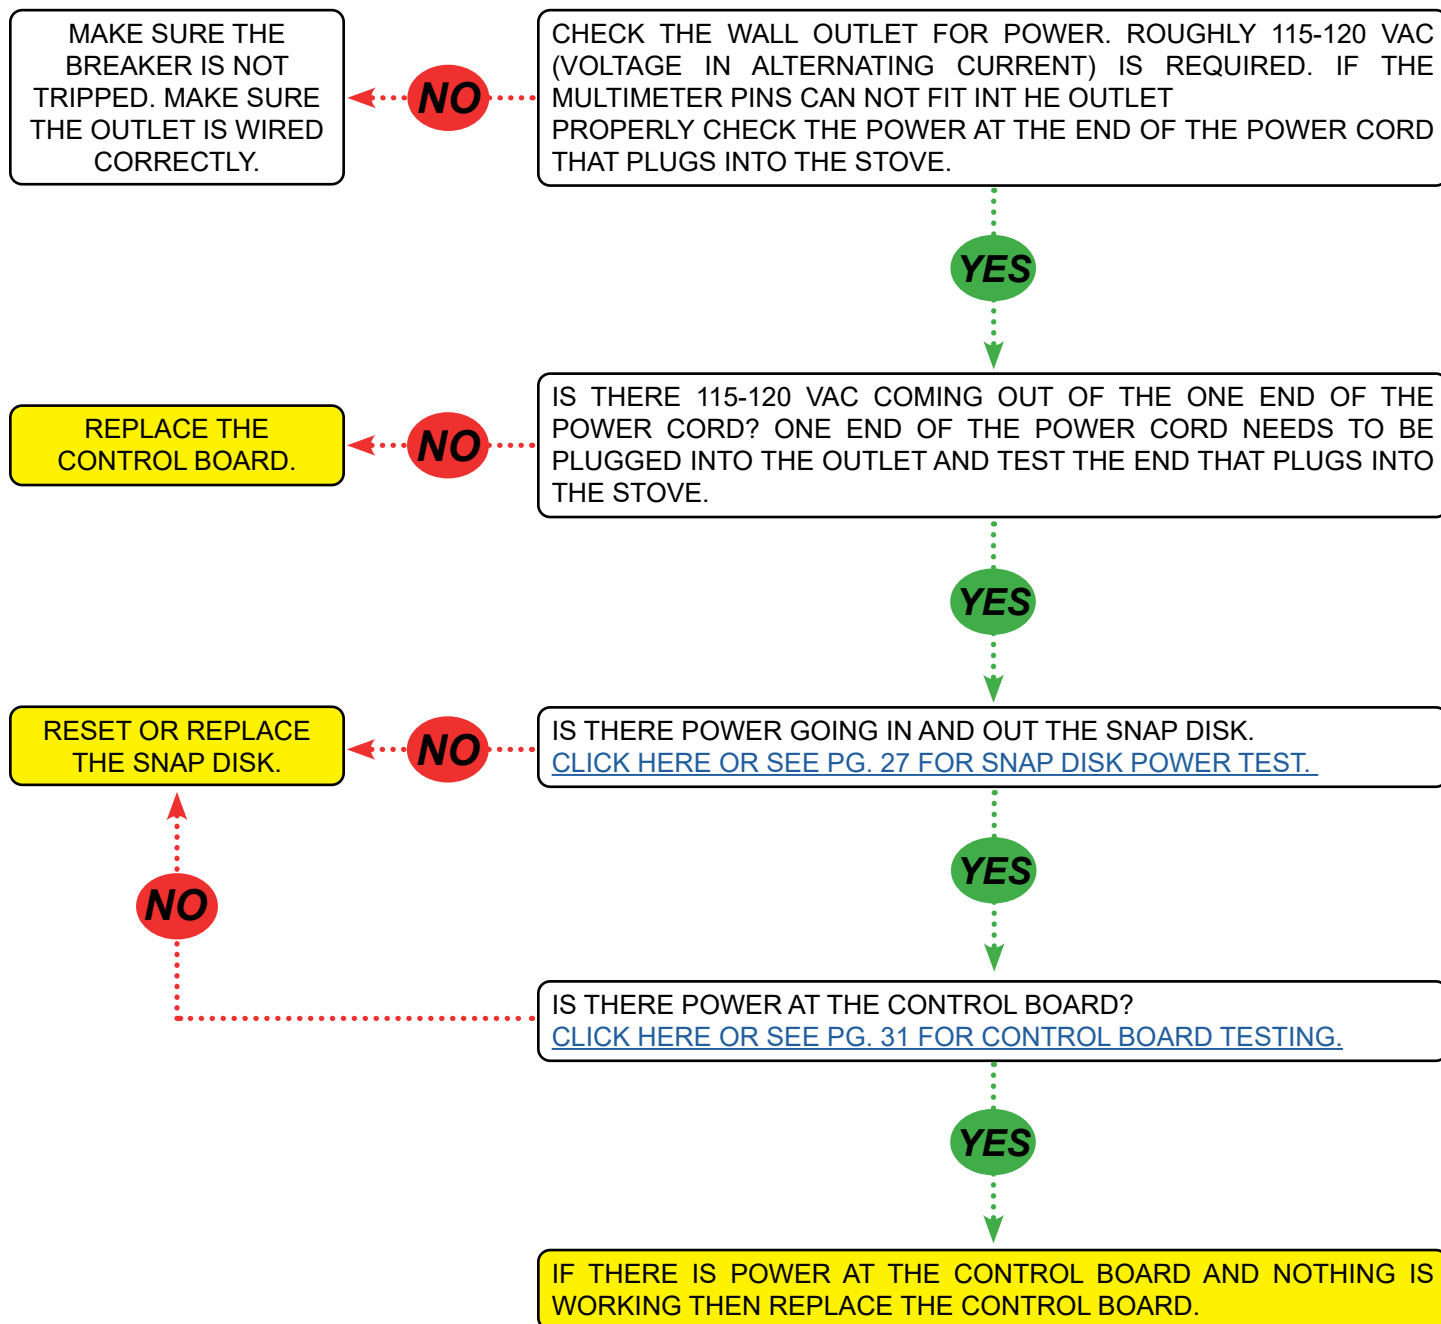 MAKE SURE THE
BREAKER IS NOT
TRIPPED. MAKE SURE
THE OUTLET IS WIRED
CORRECTLY.
NO
CHECK THE WALL OUTLET FOR POWER. ROUGHLY 115-120 VAC
(VOLTAGE IN ALTERNATING CURRENT) IS REQUIRED. IF THE
MULTIMETER PINS CAN NOT FIT INT HE OUTLET
PROPERLY CHECK THE POWER AT THE END OF THE POWER CORD
THAT PLUGS INTO THE STOVE.
YES
REPLACE THE
CONTROL BOARD.
NO
IS THERE 115-120 VAC COMING OUT OF THE ONE END OF THE
POWER CORD? ONE END OF THE POWER CORD NEEDS TO BE
PLUGGED INTO THE OUTLET AND TEST THE END THAT PLUGS INTO
THE STOVE.
YES
RESET OR REPLACE
THE SNAP DISK.
NO
IS THERE POWER GOING IN AND OUT THE SNAP DISK.
CLICK HERE OR SEE PG. 27 FOR SNAP DISK POWER TEST.
YES
NO
IS THERE POWER AT THE CONTROL BOARD?
CLICK HERE OR SEE PG. 31 FOR CONTROL BOARD TESTING.
YES
IF THERE IS POWER AT THE CONTROL BOARD AND NOTHING IS
WORKING THEN REPLACE THE CONTROL BOARD.